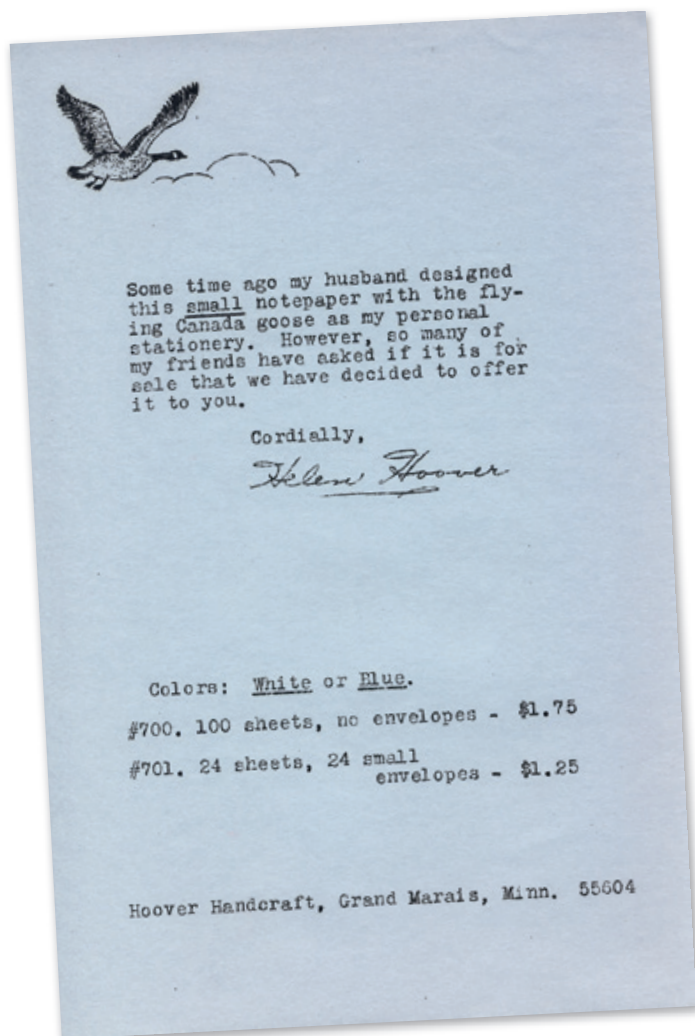 Some time ago my husband designed
this small notepaper with the fly-
ing Canada goose as my personal
stationery. However, so many of
my friends have asked if it is for
sale that we have decided to offer
it to you.
Cordially,
Helen Hoover
Colors: White or Blue.
#700. 100 sheets, no envelopes - $1.75
#701. 24 sheets, 24 small
envelopes - $1.25
Hoover Handcraft, Grand Marais, Minn. 55604